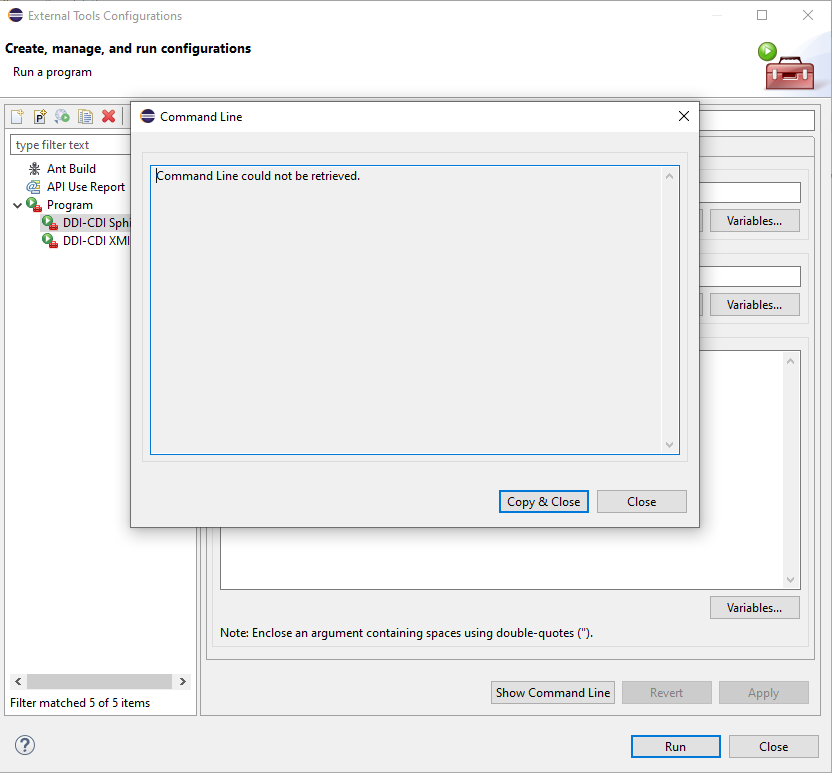 External Tools Configurations
Create, manage, and run configurations
Run a program
type filter text
Ant Build
API Use Report
Program
DDI-CDI Sphi
DDI-CDI XMI
Command Line
Command Line could not be retrieved.
Copy & Close
Close
Variables...
Variables...
Variables...
Note: Enclose an argument containing spaces using double-quotes (").
Filter matched 5 of 5 items
Show Command Line
Revert
Apply
Run
Close